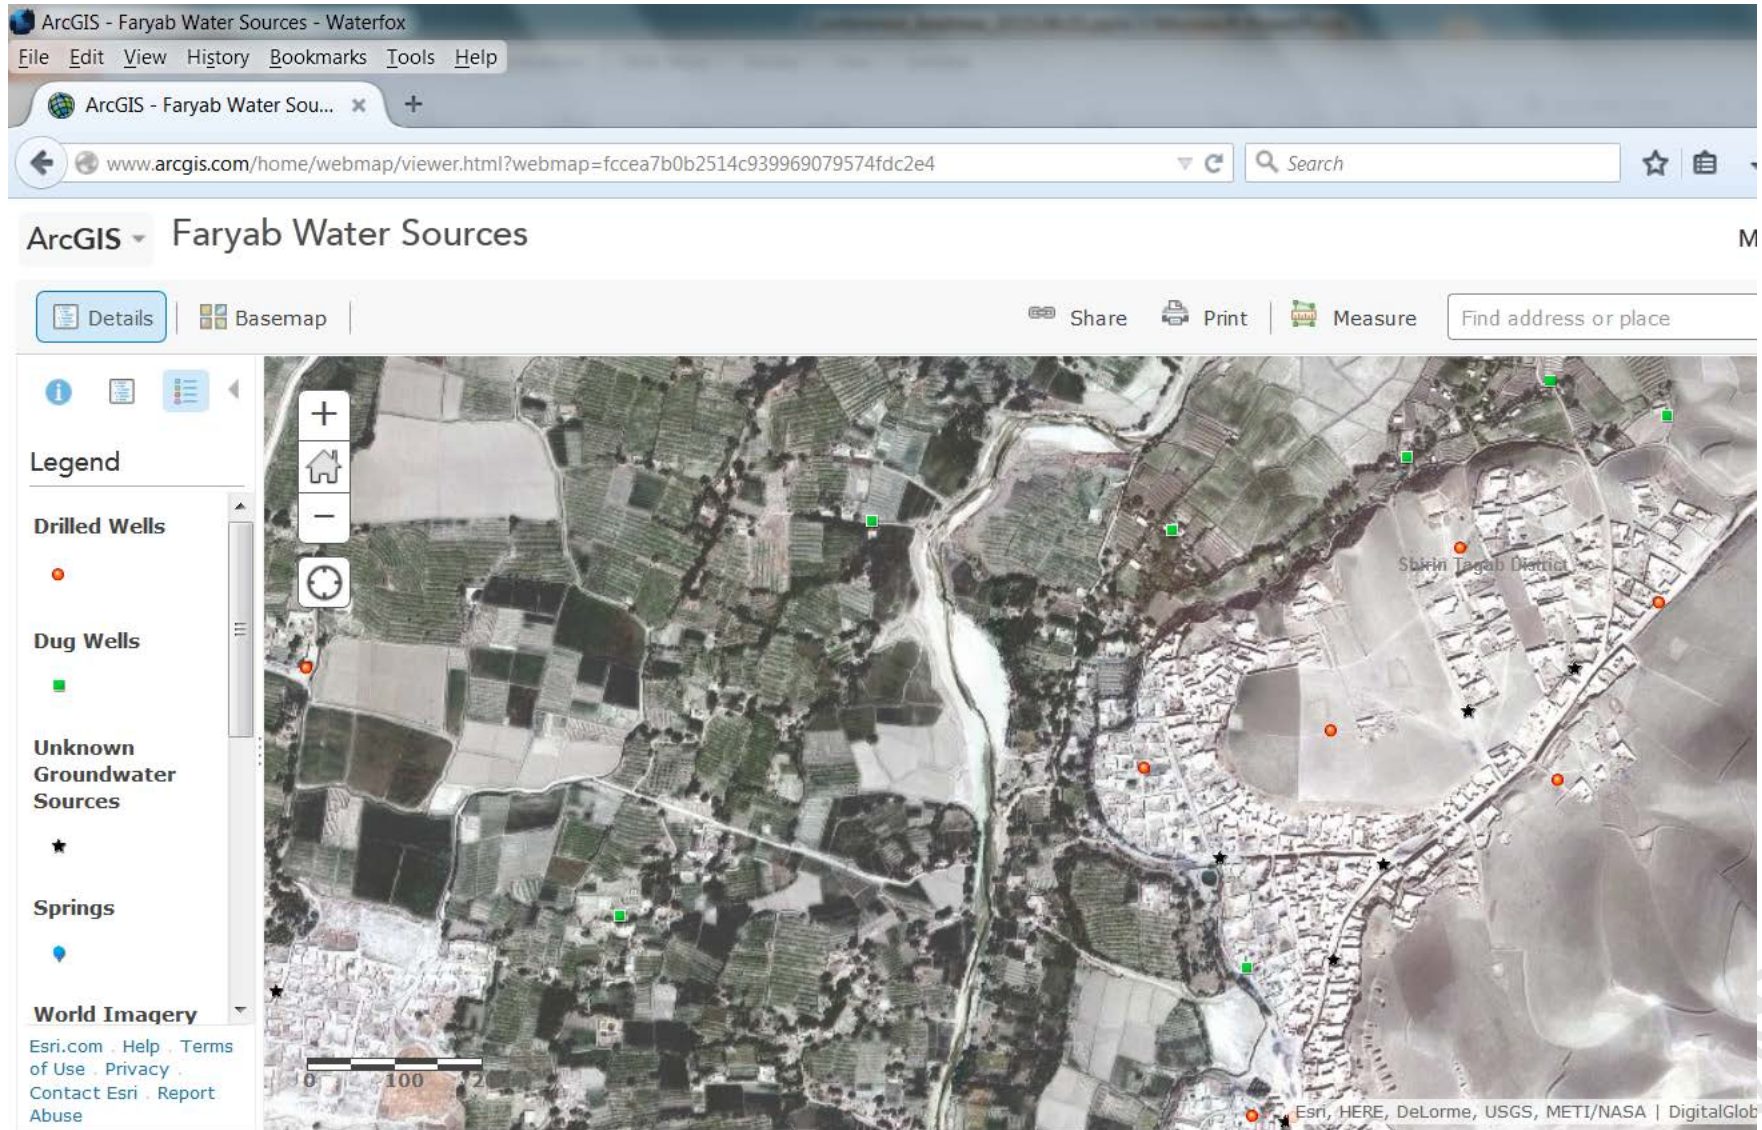 ArcGIS - Faryab Water Sources - Waterfox
File Edit View History Bookmarks Tools Help
ArcGIS - Faryab Water Sou...
www.arcgis.com/home/webmap/viewer.html?webmap=fccea7b0b2514c939969079574fdc2e4
Search
ArcGIS Faryab Water Sources
M
Details Basemap Share Print Measure Find address or place
Legend
Drilled Wells
Dug Wells
Unknown
Groundwater
Sources
Springs
World Imagery
Esri.com . Help . Terms
of Use . Privacy .
Contact Esri . Report
Abuse
Shirin Tagab District
0 100 2
Esri, HERE, DeLorme, USGS, METI/NASA | DigitalGlob